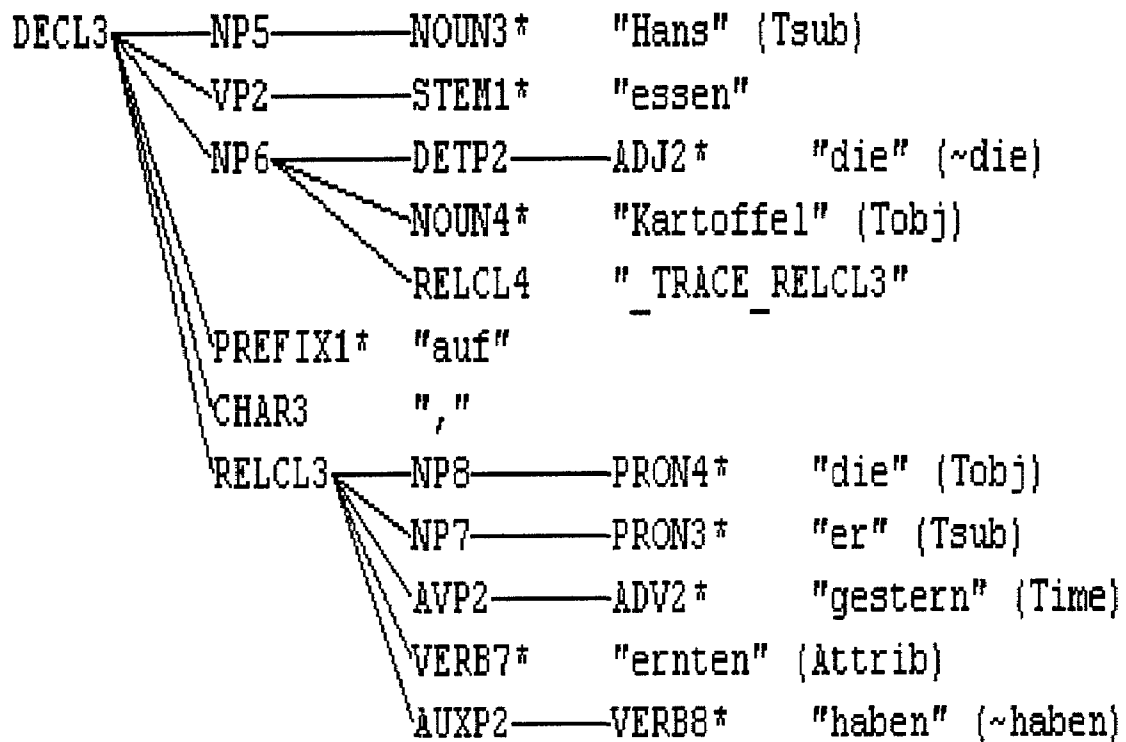 DECL3 NP5 NOUN3* "Hans" (Tsub)
VP2 STEM1* "essen"
NP6 DETP2 ADJ2* "die" (~die)
NOUN4* "Kartoffel" (Tobj)
RELCL4 "_TRACE_RELCL3"
PREFIX1* "auf"
CHAR3 ","
RELCL3 NP8 PRON4* "die" (Tobj)
NP7 PRON3* "er" (Tsub)
AVP2 ADV2* "gestern" (Time)
VERB7* "ernten" (Attrib)
AUXP2 VERB8* "haben" (~haben)